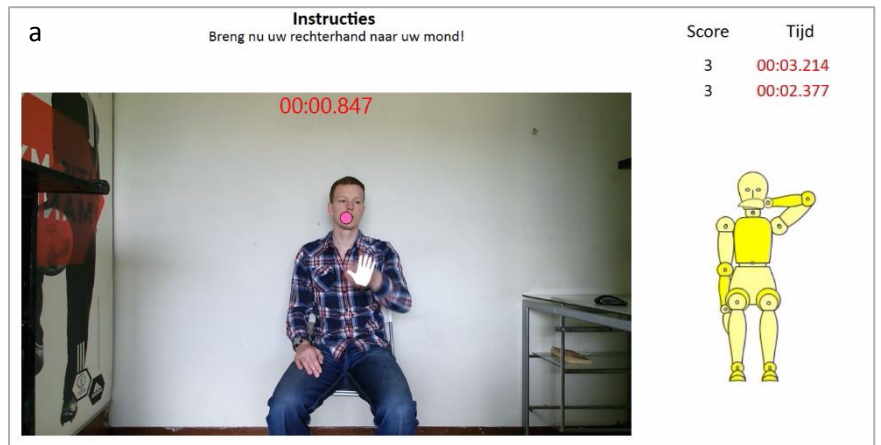 a
Instructies
Breng nu uw rechterhand naar uw mond!
Score Tijd
3 00:03.214
3 00:02.377
00:00.847